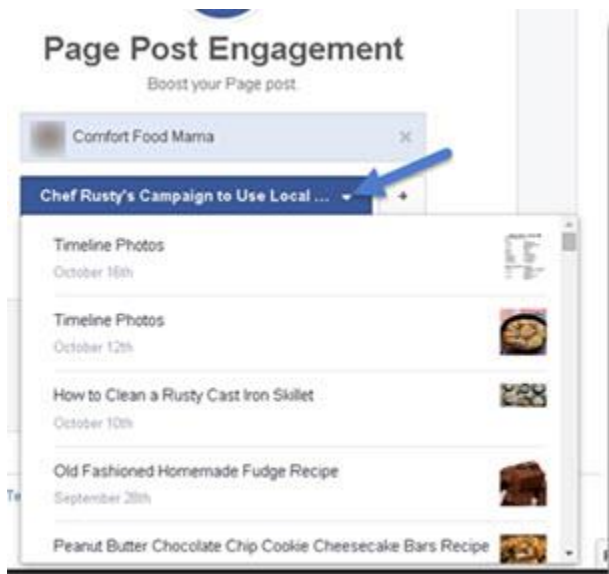 Page Post Engagement
Boost your Page post.
Comfort Food Mama
Chef Rusty's Campaign to Use Local ...
Timeline Photos
October 16th
Timeline Photos
October 12th
How to Clean a Rusty Cast Iron Skillet
October 10th
Old Fashioned Homemade Fudge Recipe
September 28th
Te
Peanut Butter Chocolate Chip Cookie Cheesecake Bars Recipe